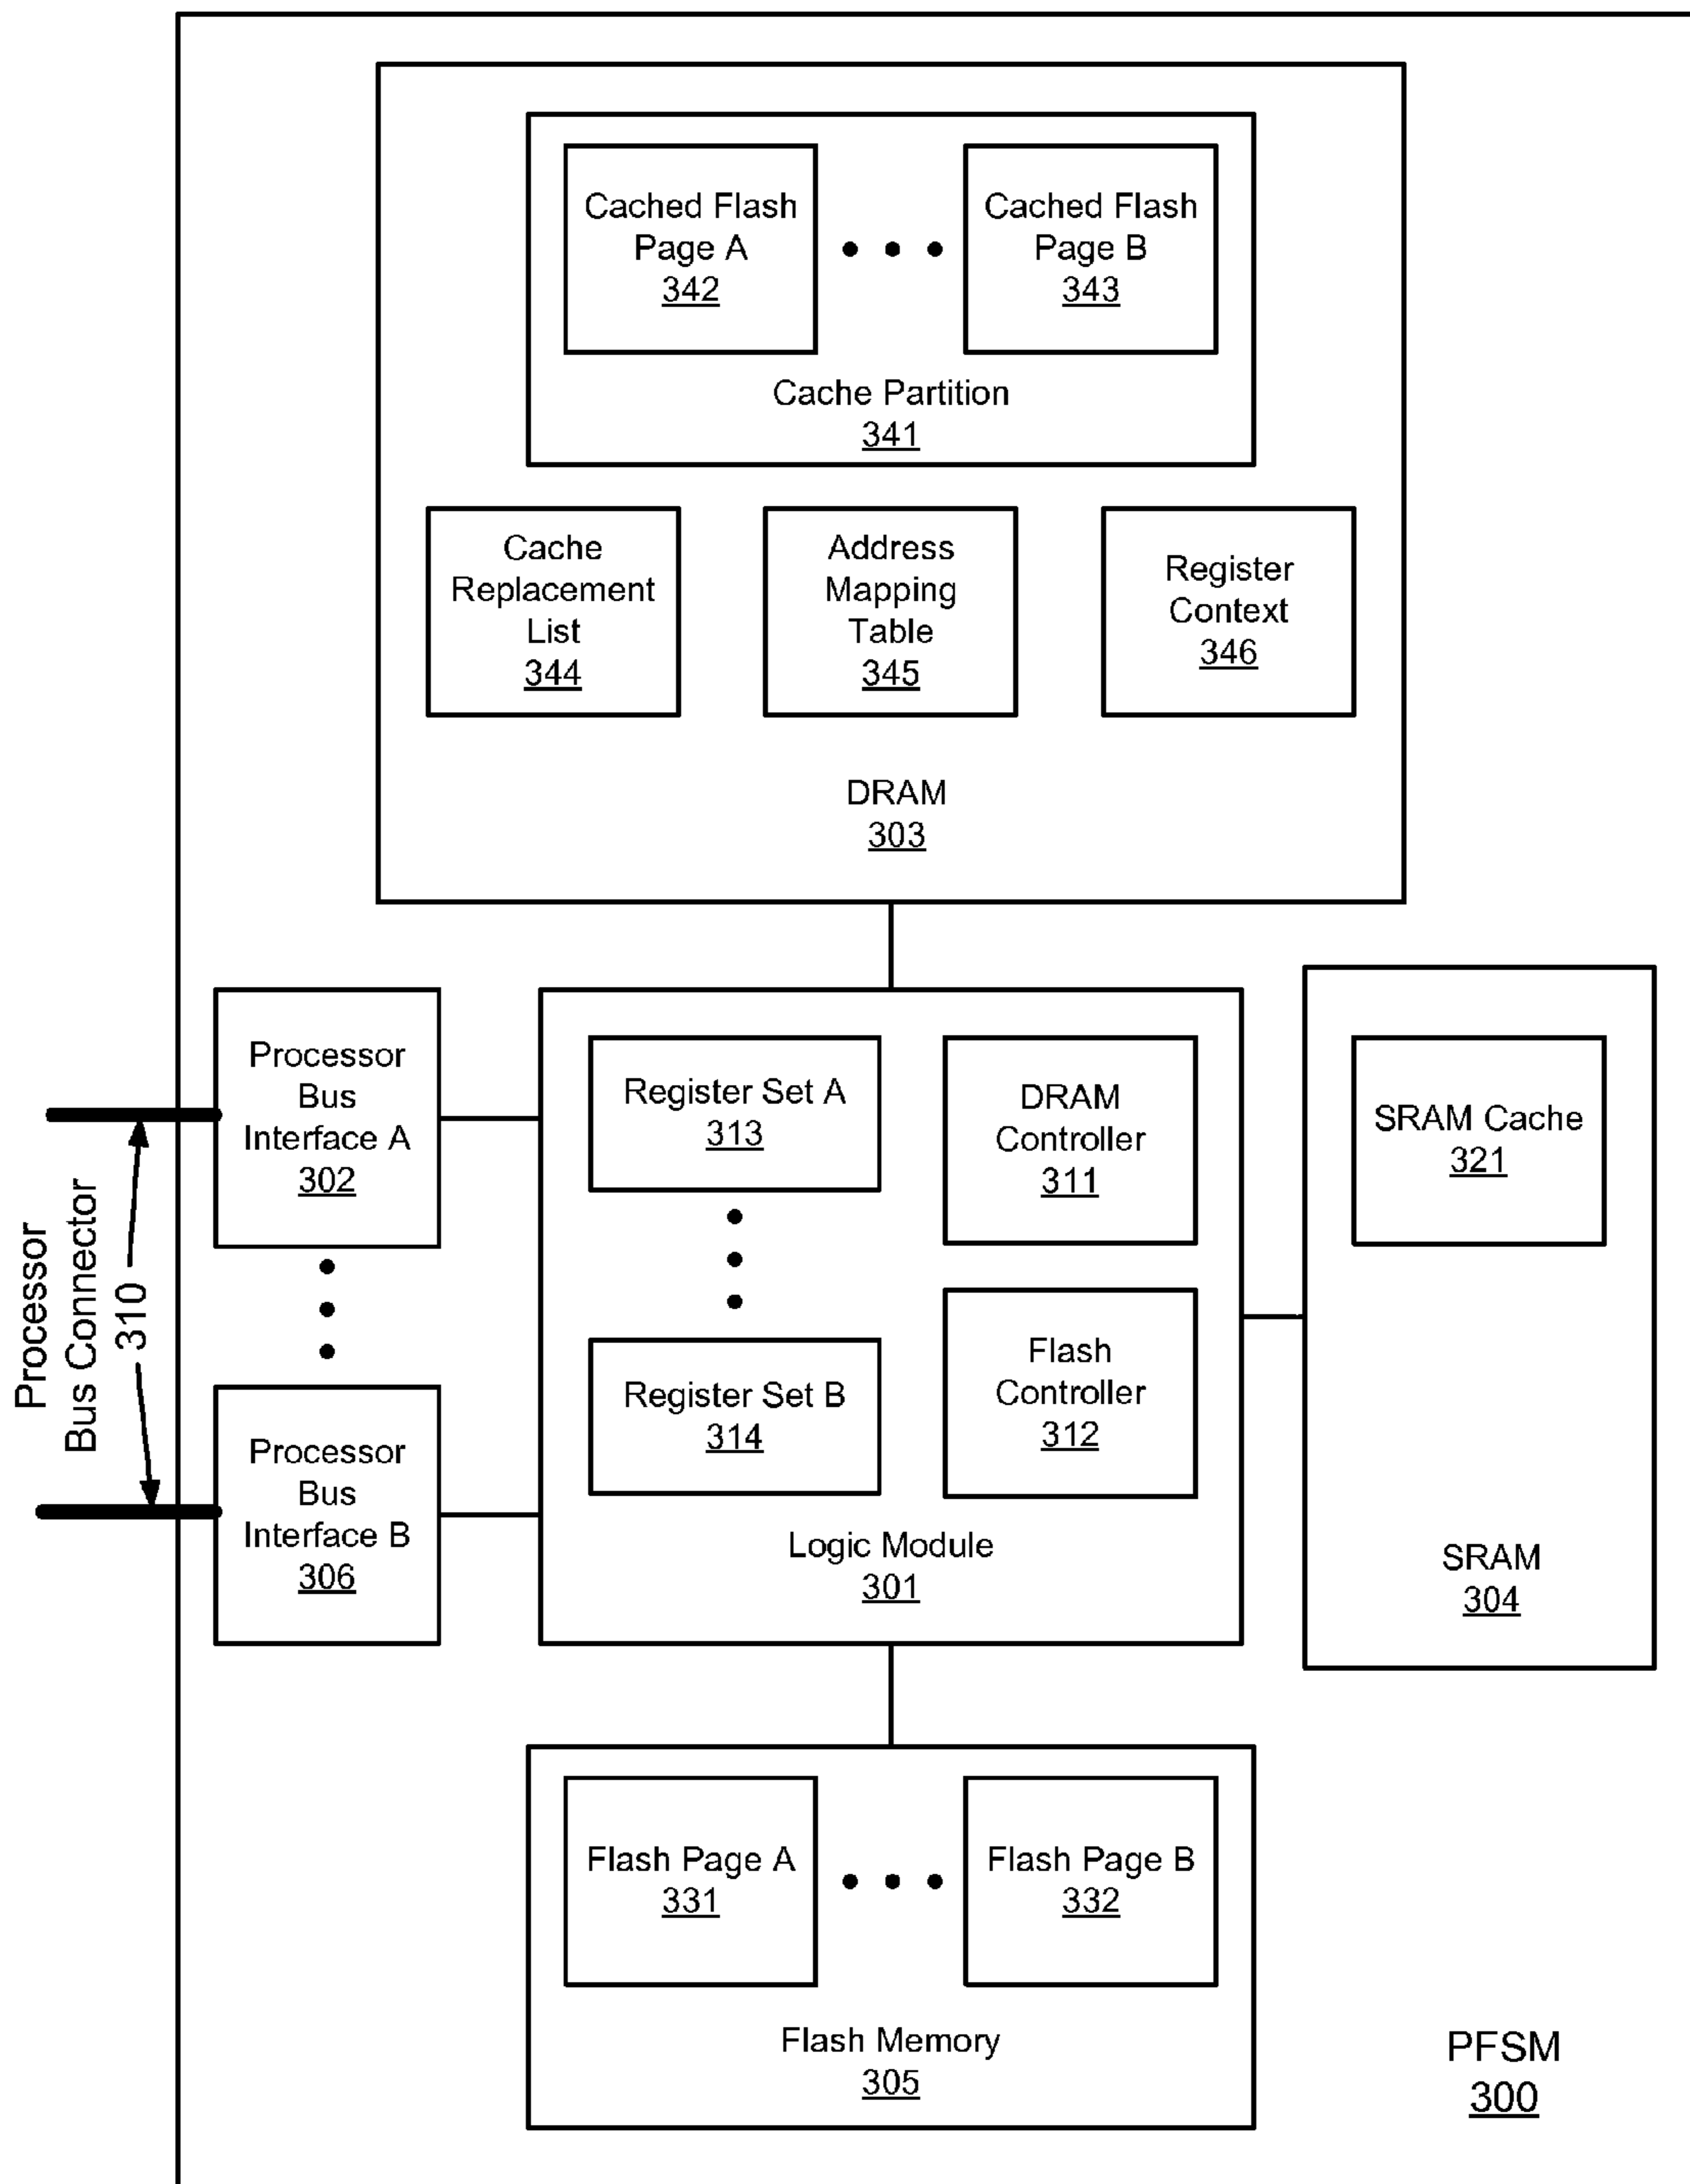 Cached Flash
Page A
342
Cached Flash
Page B
343
Cache Partition
341
Cache
Replacement
List
344
Address
Mapping
Table
345
Register
Context
346
DRAM
303
Processor
Bus Connector
310
Processor
Bus
Interface A
302
Processor
Bus
Interface B
306
Register Set A
313
Register Set B
314
DRAM
Controller
311
Flash
Controller
312
Logic Module
301
SRAM Cache
321
SRAM
304
Flash Page A
331
Flash Page B
332
Flash Memory
305
PFSM
300